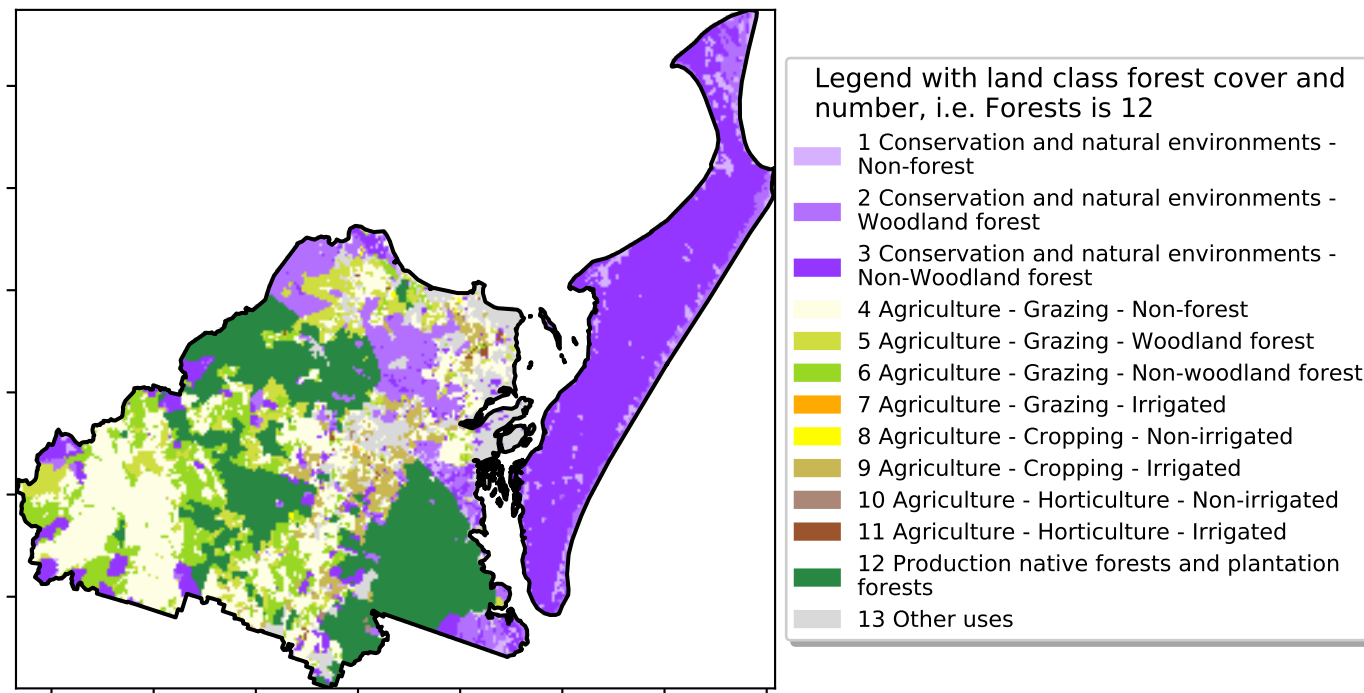 Legend with land class forest cover and
number, i.e. Forests is 12
1 Conservation and natural environments -
Non-forest
2 Conservation and natural environments -
Woodland forest
3 Conservation and natural environments -
Non-Woodland forest
4 Agriculture - Grazing - Non-forest
5 Agriculture - Grazing - Woodland forest
6 Agriculture - Grazing - Non-woodland forest
7 Agriculture - Grazing - Irrigated
8 Agriculture - Cropping - Non-irrigated
9 Agriculture - Cropping - Irrigated
10 Agriculture - Horticulture - Non-irrigated
11 Agriculture - Horticulture - Irrigated
12 Production native forests and plantation
forests
13 Other uses